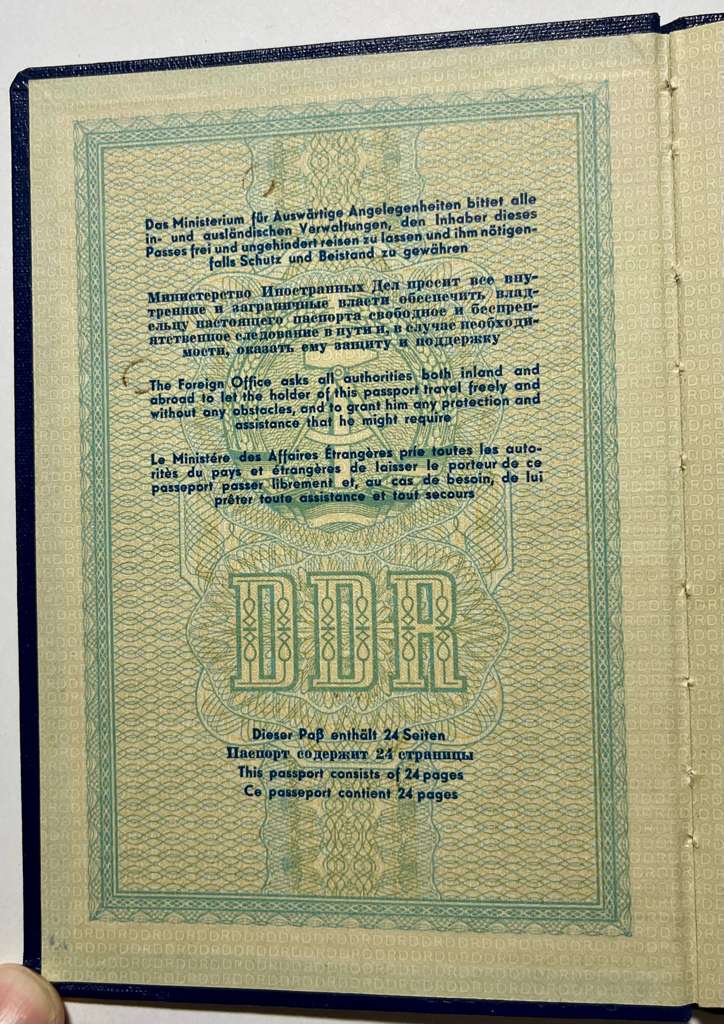 Das Ministerium für Auswärtige Angelegenheiten bittet alle
in- und ausländischen Verwaltungen, den Inhaber dieses
Passes frei und ungehindert reisen zu lassen und ihm nötigen-
falls Schutz und Beistand zu gewähren
Министерство Иностранных Дел просит все вну-
тренние и заграничные власти обеспечить влад-
ельцу настоящего паспорта свободное и беспреп-
ятственное следование в пути и, в случае необходи-
мости, оказать ему защиту и поддержку
The Foreign Office asks all authorities both inland and
abroad to let the holder of this passport travel freely and
without any obstacles, and to grant him any protection and
assistance that he might require
Le Ministére des Affaires Étrangères prie toutes les auto-
rités du pays et étrangères de laisser le porteur de ce
passeport passer librement et, au cas de besoin, de lui
prêter toute assistance et tout secours
DDR
Dieser Paß enthält 24 Seiten
Паспорт содержит 24 страницы
This passport consists of 24 pages
Ce passeport contient 24 pages